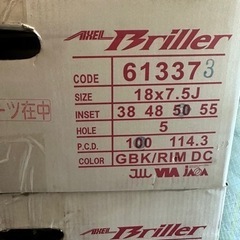 AXEL Briller
CODE 613373
SIZE 18x7.5J
ーツ在中
INSET 38 48 50 55
HOLE 5
P.C.D. 100 114.3
COLOR GBK/RIM DC
JWL VIA
AXEL Briller